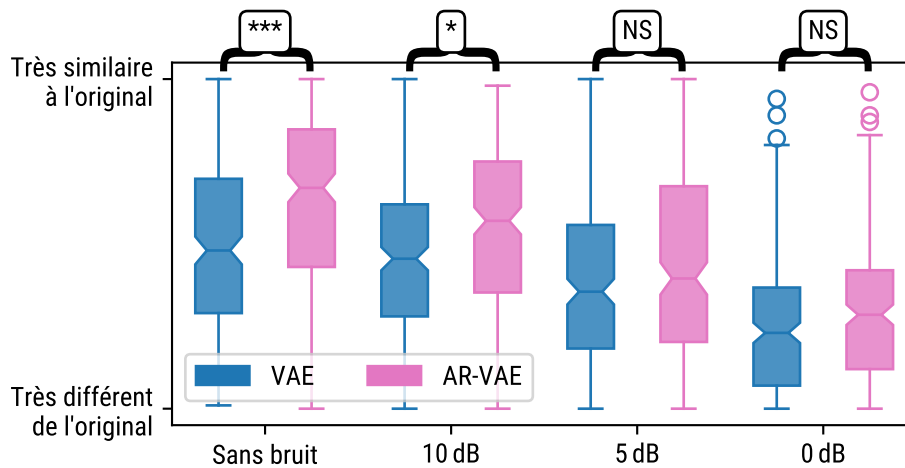 *** * NS NS
Très similaire
à l'original
Très différent
de l'original
VAE AR-VAE
Sans bruit 10 dB 5 dB 0 dB